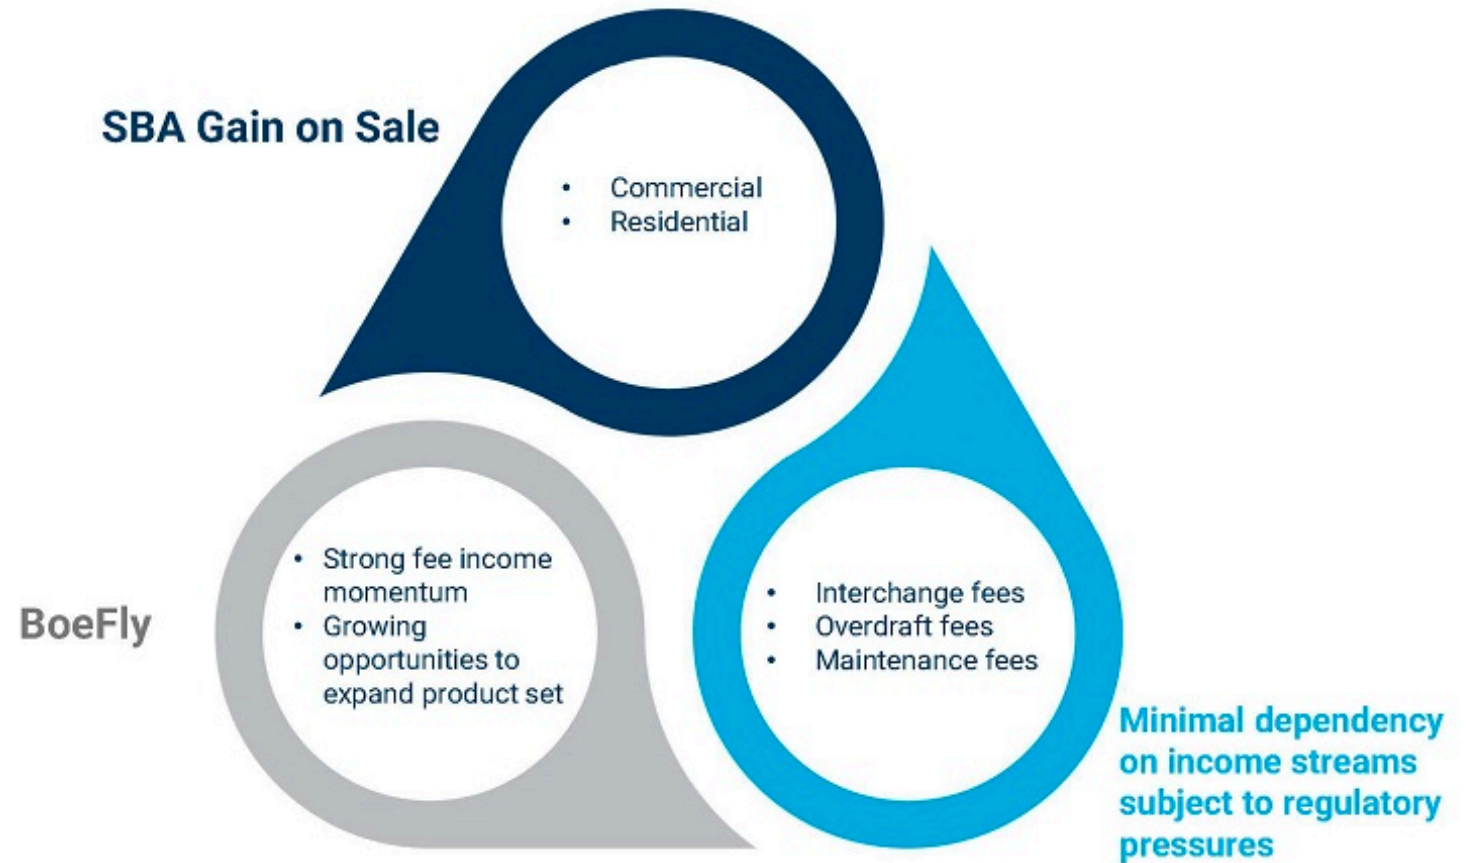 SBA Gain on Sale
• Commercial
• Residential
BoeFly
• Strong fee income
momentum
• Growing
opportunities to
expand product set
• Interchange fees
• Overdraft fees
• Maintenance fees
Minimal dependency
on income streams
subject to regulatory
pressures